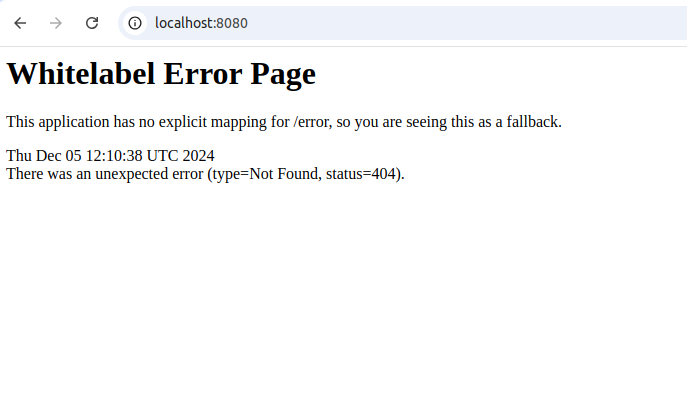 localhost:8080
Whitelabel Error Page
This application has no explicit mapping for /error, so you are seeing this as a fallback.
Thu Dec 05 12:10:38 UTC 2024
There was an unexpected error (type=Not Found, status=404).